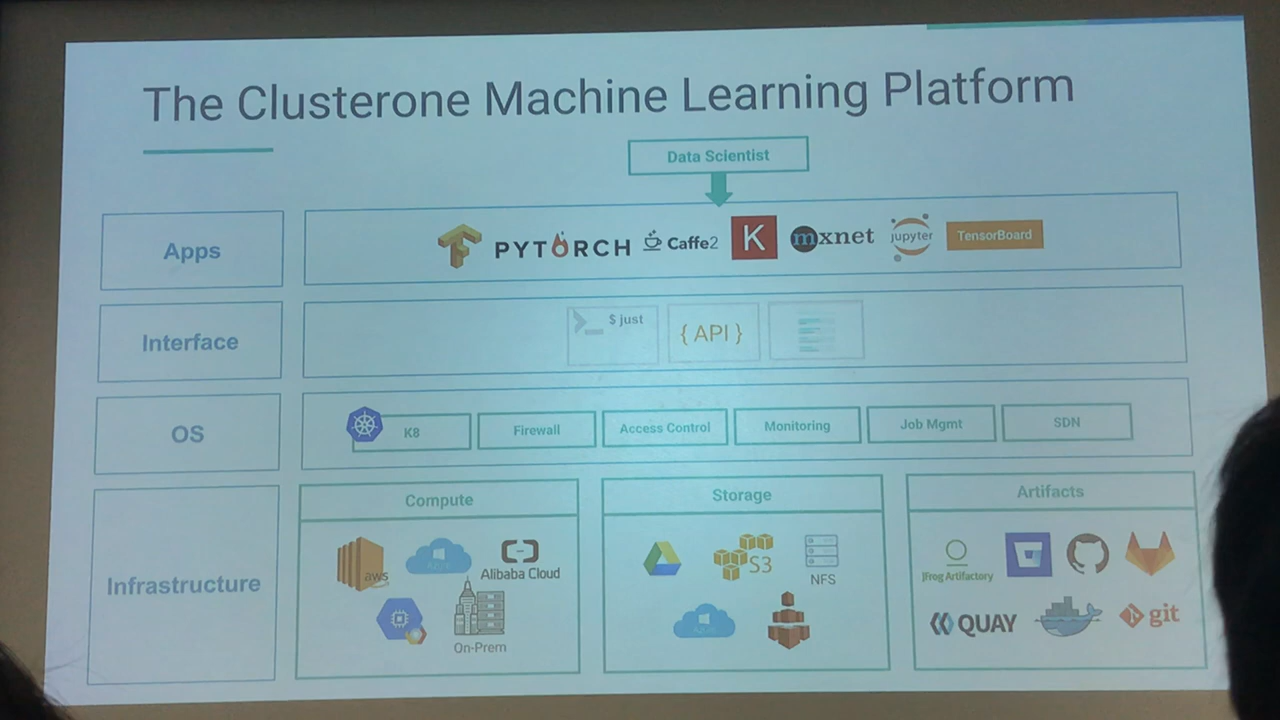 The Clusterone Machine Learning Platform
Data Scientist
Apps
PYTORCH
Caffe2
K
mxnet
jupyter
TensorBoard
Interface
$ just
{ API }
OS
K8
Firewall
Access Control
Monitoring
Job Mgmt
SDN
Infrastructure
Compute
aws
Azure
Alibaba Cloud
On-Prem
Storage
S3
NFS
Azure
Artifacts
JFrog Artifactory
QUAY
git